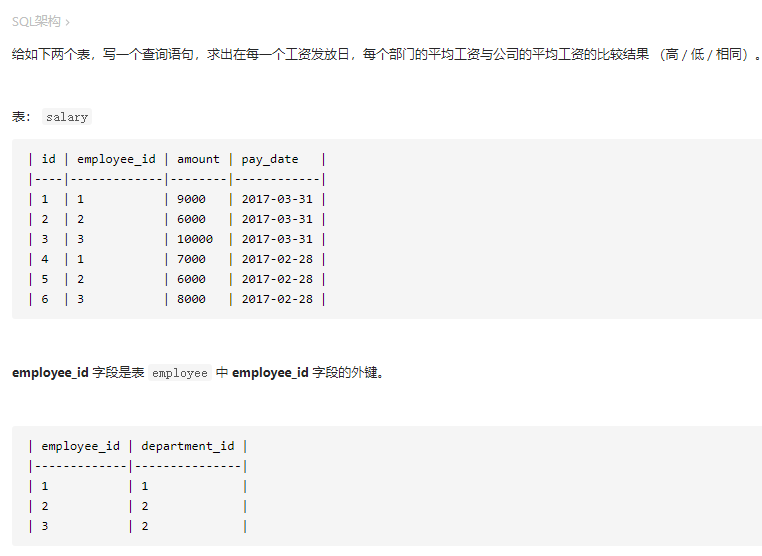 SQL架构 >
给如下两个表，写一个查询语句，求出在每一个工资发放日，每个部门的平均工资与公司的平均工资的比较结果 （高 / 低 / 相同）。
表： salary
| id | employee_id | amount | pay_date   |
|----|-------------|--------|------------|
| 1  | 1           | 9000   | 2017-03-31 |
| 2  | 2           | 6000   | 2017-03-31 |
| 3  | 3           | 10000  | 2017-03-31 |
| 4  | 1           | 7000   | 2017-02-28 |
| 5  | 2           | 6000   | 2017-02-28 |
| 6  | 3           | 8000   | 2017-02-28 |
employee_id 字段是表 employee 中 employee_id 字段的外键。
| employee_id | department_id |
|-------------|---------------|
| 1           | 1             |
| 2           | 2             |
| 3           | 2             |